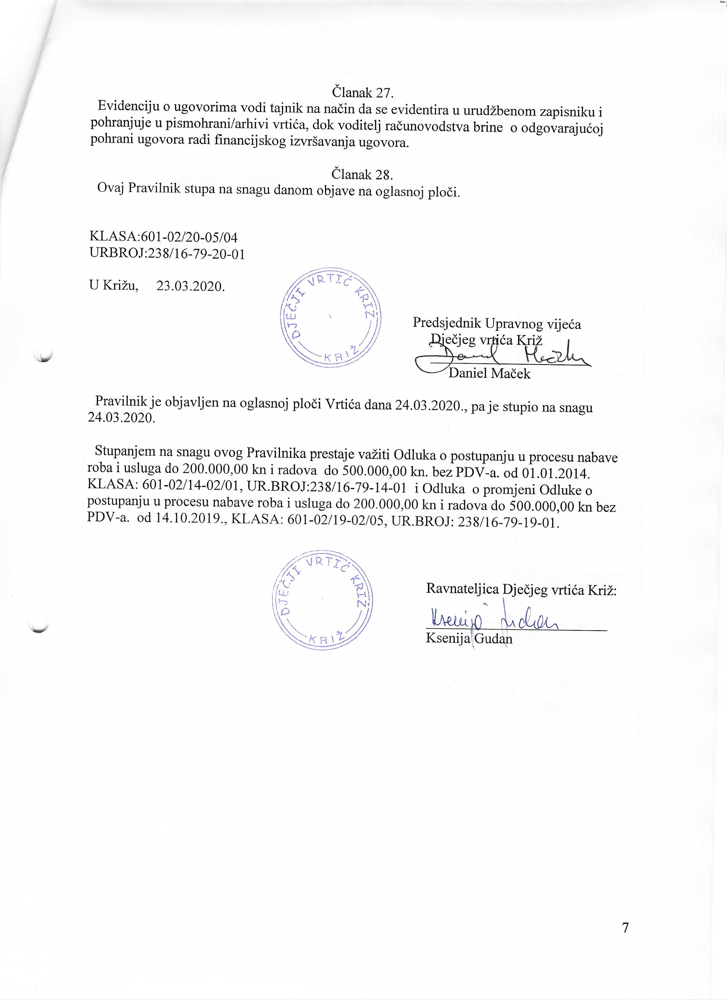 Članak 27.
Evidenciju o ugovorima vodi tajnik na način da se evidentira u urudžbenom zapisniku i
pohranjuje u pismohrani/arhivi vrtića, dok voditelj računovodstva brine o odgovarajućoj
pohrani ugovora radi financijskog izvršavanja ugovora.
Članak 28.
Ovaj Pravilnik stupa na snagu danom objave na oglasnoj ploči.
KLASA:601-02/20-05/04
URBROJ:238/16-79-20-01
U Križu, 23.03.2020.
DJEČJI VRTIĆ KRIŽ
KRIŽ
Predsjednik Upravnog vijeća
Dječjeg vrtića Križ
Daniel Maček
Pravilnik je objavljen na oglasnoj ploči Vrtića dana 24.03.2020., pa je stupio na snagu
24.03.2020.
Stupanjem na snagu ovog Pravilnika prestaje važiti Odluka o postupanju u procesu nabave
roba i usluga do 200.000,00 kn i radova do 500.000,00 kn. bez PDV-a. od 01.01.2014.
KLASA: 601-02/14-02/01, UR.BROJ:238/16-79-14-01 i Odluka o promjeni Odluke o
postupanju u procesu nabave roba i usluga do 200.000,00 kn i radova do 500.000,00 kn bez
PDV-a. od 14.10.2019., KLASA: 601-02/19-02/05, UR.BROJ: 238/16-79-19-01.
DJEČJI VRTIĆ KRIŽ
KRIŽ
Ravnateljica Dječjeg vrtića Križ:
Ksenija Gudan
Ksenija Gudan
7